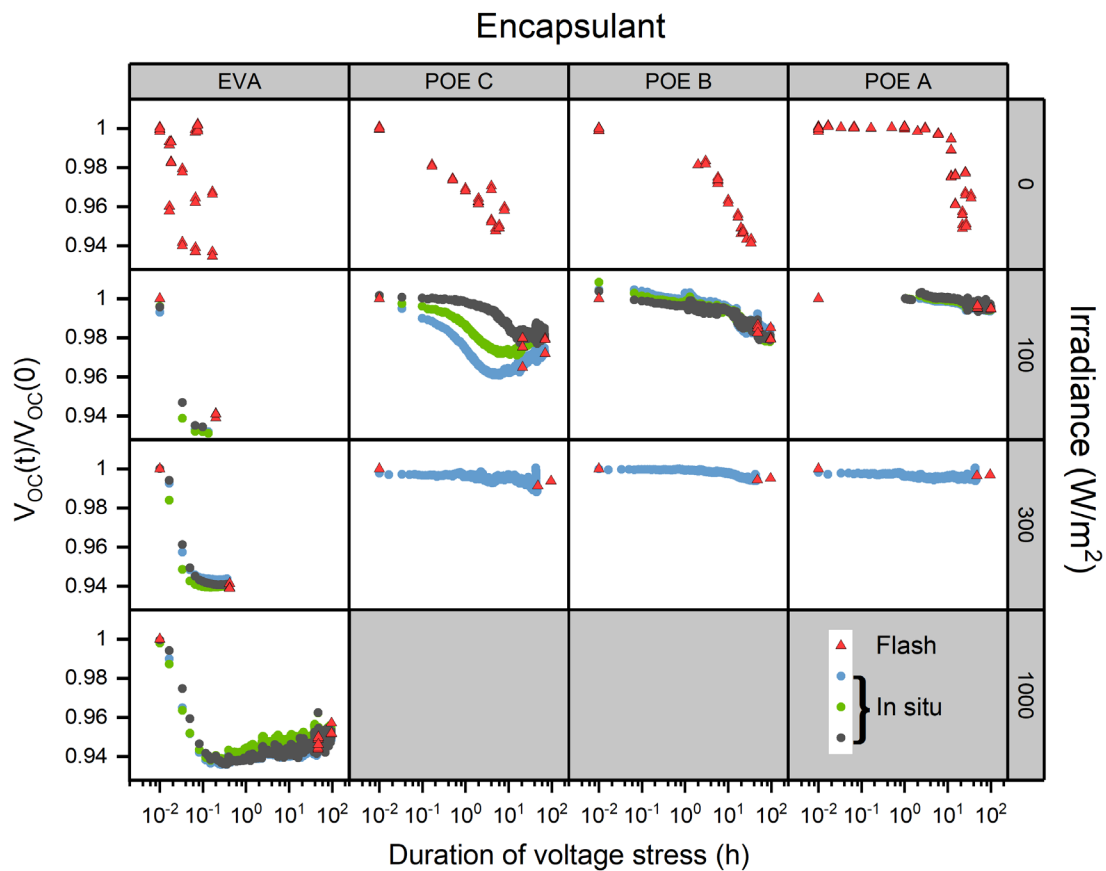 Encapsulant
EVA POE C POE B POE A
1
0.98
0.96
0.94
0
1
0.98
0.96
0.94
100
1
0.98
0.96
0.94
300
1
0.98
0.96
0.94
1000
V_OC(t)/V_OC(0)
Irradiance (W/m²)
Flash
In situ
10⁻² 10⁻¹ 10⁰ 10¹ 10² 10⁻² 10⁻¹ 10⁰ 10¹ 10² 10⁻² 10⁻¹ 10⁰ 10¹ 10² 10⁻² 10⁻¹ 10⁰ 10¹ 10²
Duration of voltage stress (h)